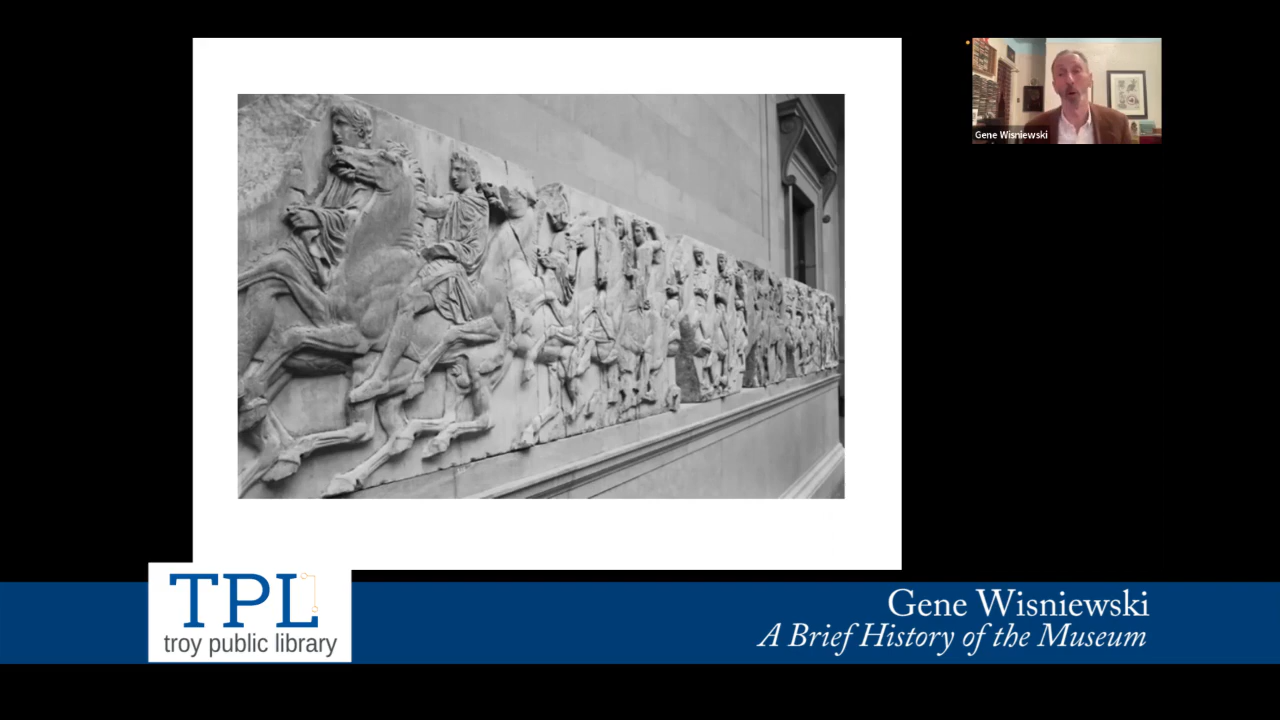 Gene Wisniewski
TPL
troy public library
Gene Wisniewski
A Brief History of the Museum